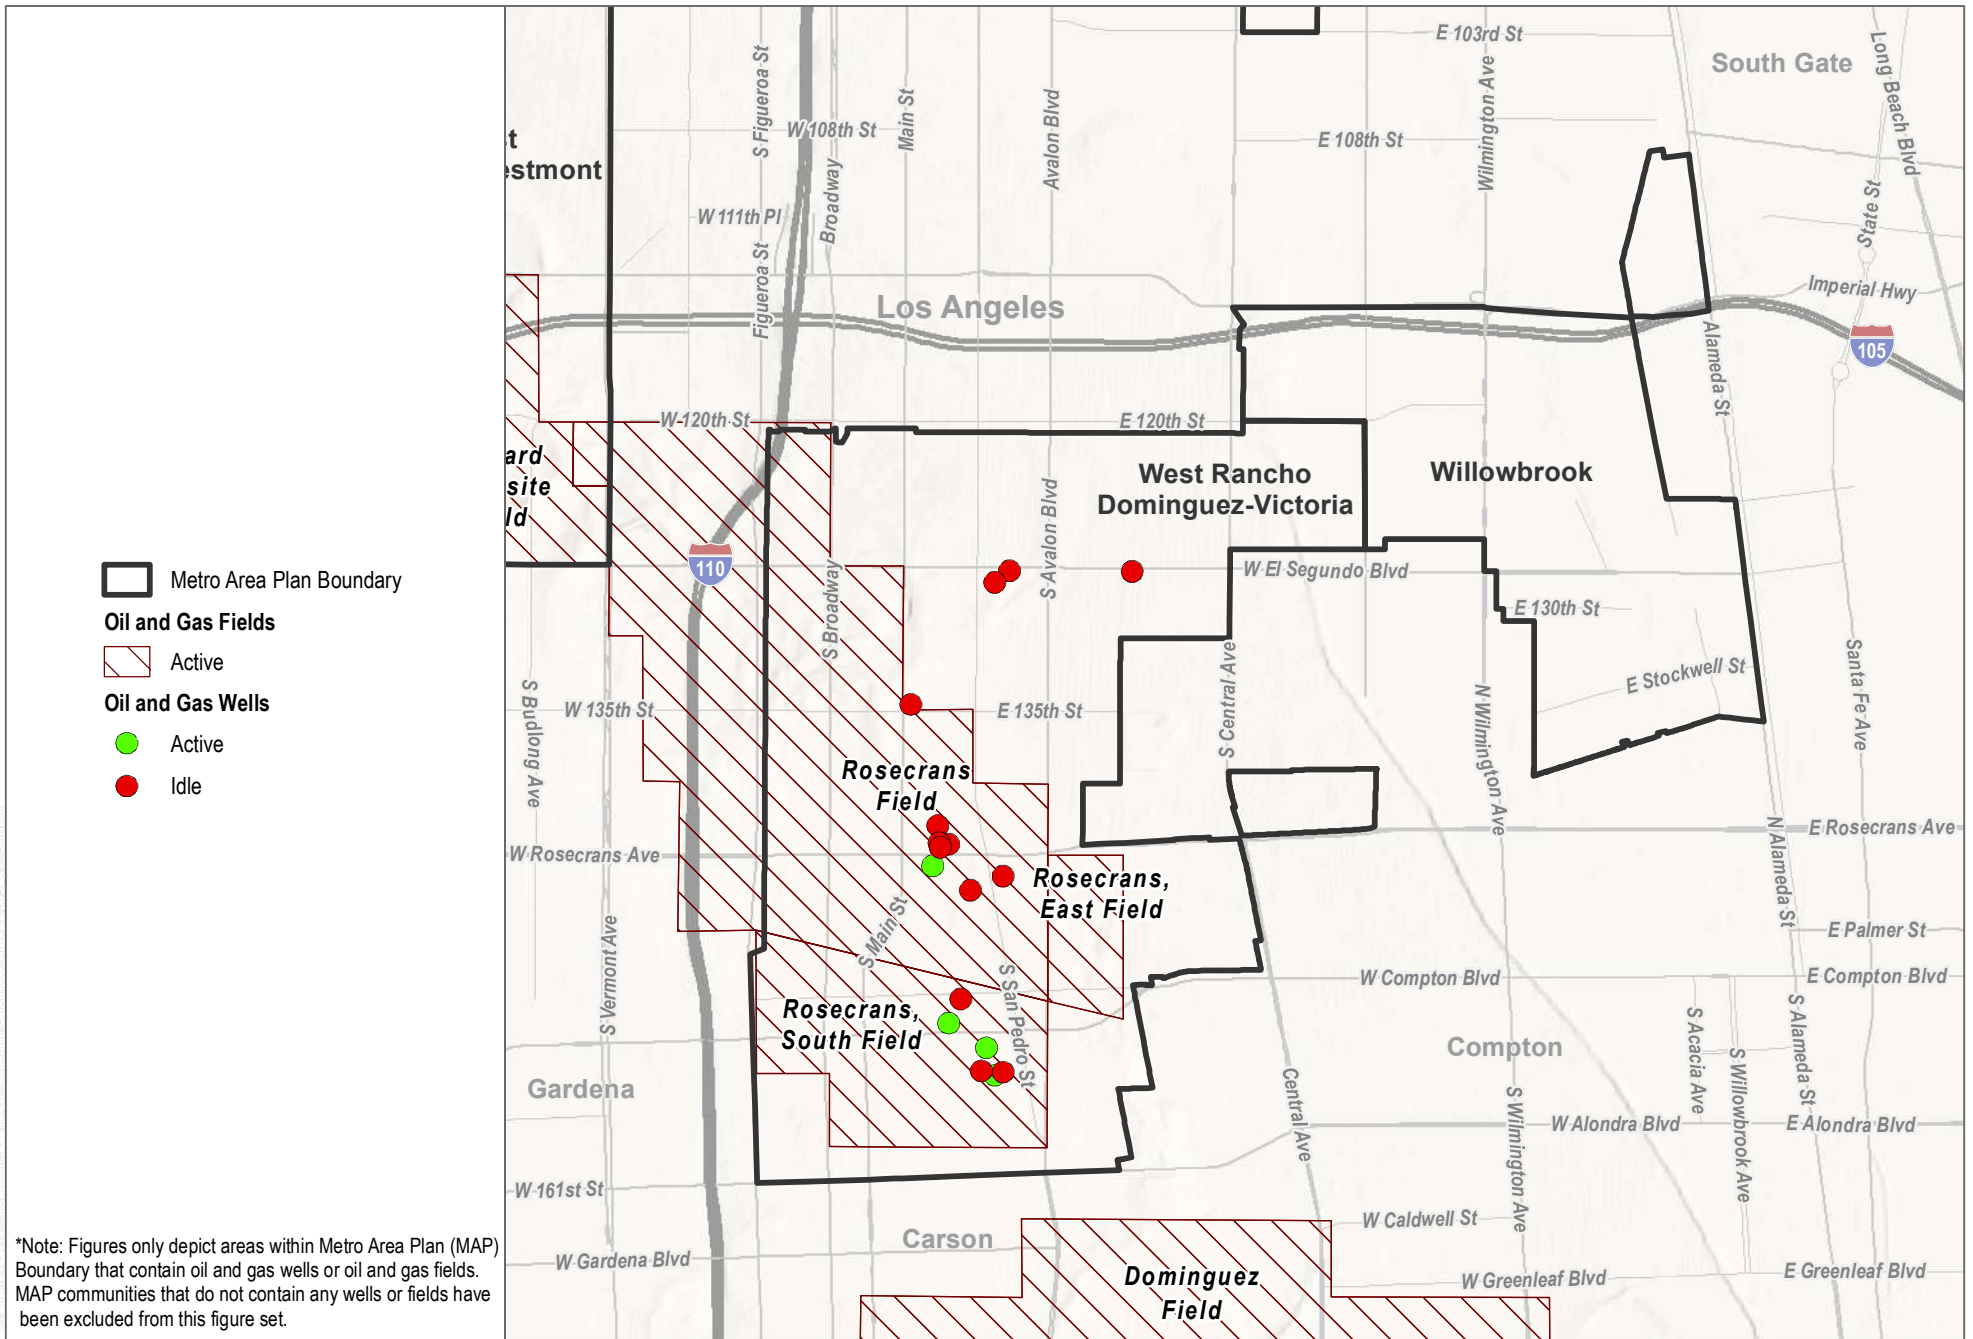 Metro Area Plan Boundary
Oil and Gas Fields
Active
Oil and Gas Wells
Active
Idle
*Note: Figures only depict areas within Metro Area Plan (MAP)
Boundary that contain oil and gas wells or oil and gas fields.
MAP communities that do not contain any wells or fields have
been excluded from this figure set.
E 103rd St
South Gate
Long Beach Blvd
S Figueroa St
W 108th St
Main St
Avalon Blvd
E 108th St
Wilmington Ave
st
estmont
W 111th Pl
Broadway
State St
Figueroa St
Los Angeles
Imperial Hwy
105
Alameda St
W 120th St
E 120th St
ard
site
ld
West Rancho
Dominguez-Victoria
Willowbrook
S Avalon Blvd
110
W El Segundo Blvd
S Broadway
E 130th St
E Stockwell St
S Budlong Ave
W 135th St
E 135th St
S Central Ave
N Wilmington Ave
Santa Fe Ave
Rosecrans
Field
W Rosecrans Ave
E Rosecrans Ave
N Alameda St
Rosecrans,
East Field
S Main St
E Palmer St
S Vermont Ave
S San Pedro St
W Compton Blvd
E Compton Blvd
Rosecrans,
South Field
Compton
S Acacia Ave
S Willowbrook Ave
S Alameda St
Gardena
Central Ave
S Wilmington Ave
W Alondra Blvd
E Alondra Blvd
W 161st St
Carson
W Caldwell St
W Gardena Blvd
Dominguez
Field
W Greenleaf Blvd
E Greenleaf Blvd